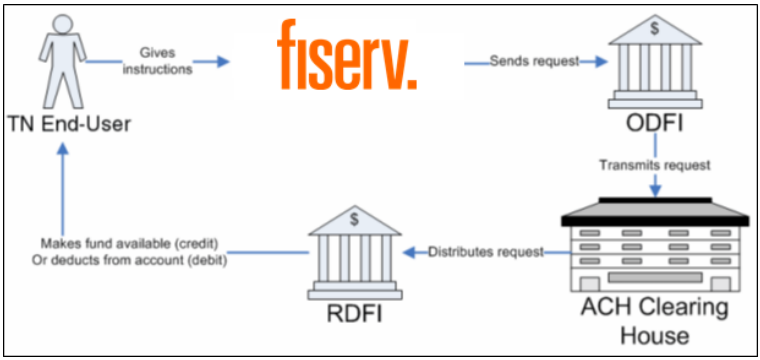 Gives
instructions
fiserv.
Sends request
$
TN End-User
ODFI
Transmits request
$
Makes fund available (credit)
Or deducts from account (debit)
Distributes request
RDFI
ACH Clearing
House